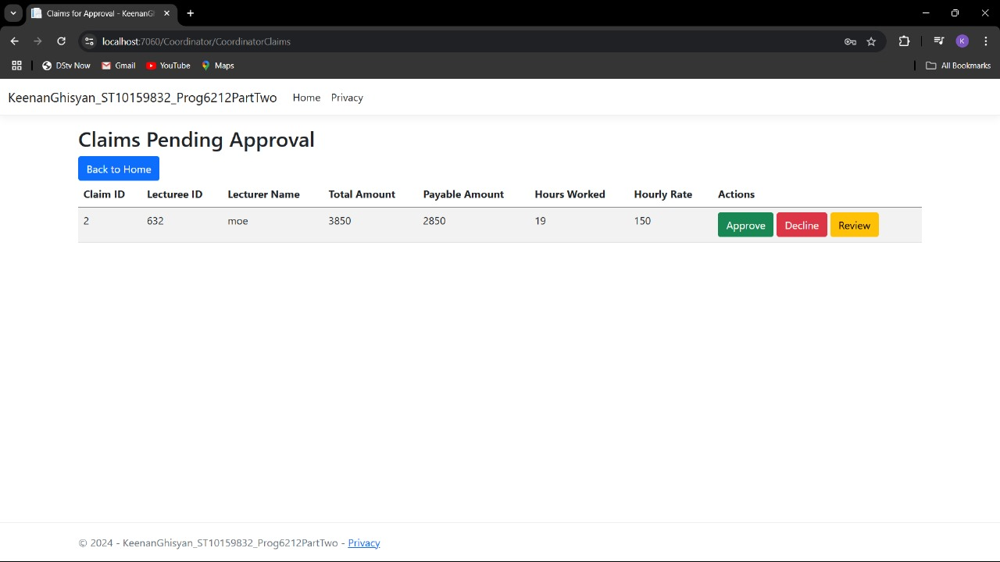 Claims for Approval - KeenanGl
localhost:7060/Coordinator/CoordinatorClaims
K
DStv Now Gmail YouTube Maps All Bookmarks
KeenanGhisyan_ST10159832_Prog6212PartTwo Home Privacy
Claims Pending Approval
Back to Home
Claim ID Lecturee ID Lecturer Name Total Amount Payable Amount Hours Worked Hourly Rate Actions
2 632 moe 3850 2850 19 150 Approve Decline Review
© 2024 - KeenanGhisyan_ST10159832_Prog6212PartTwo - Privacy